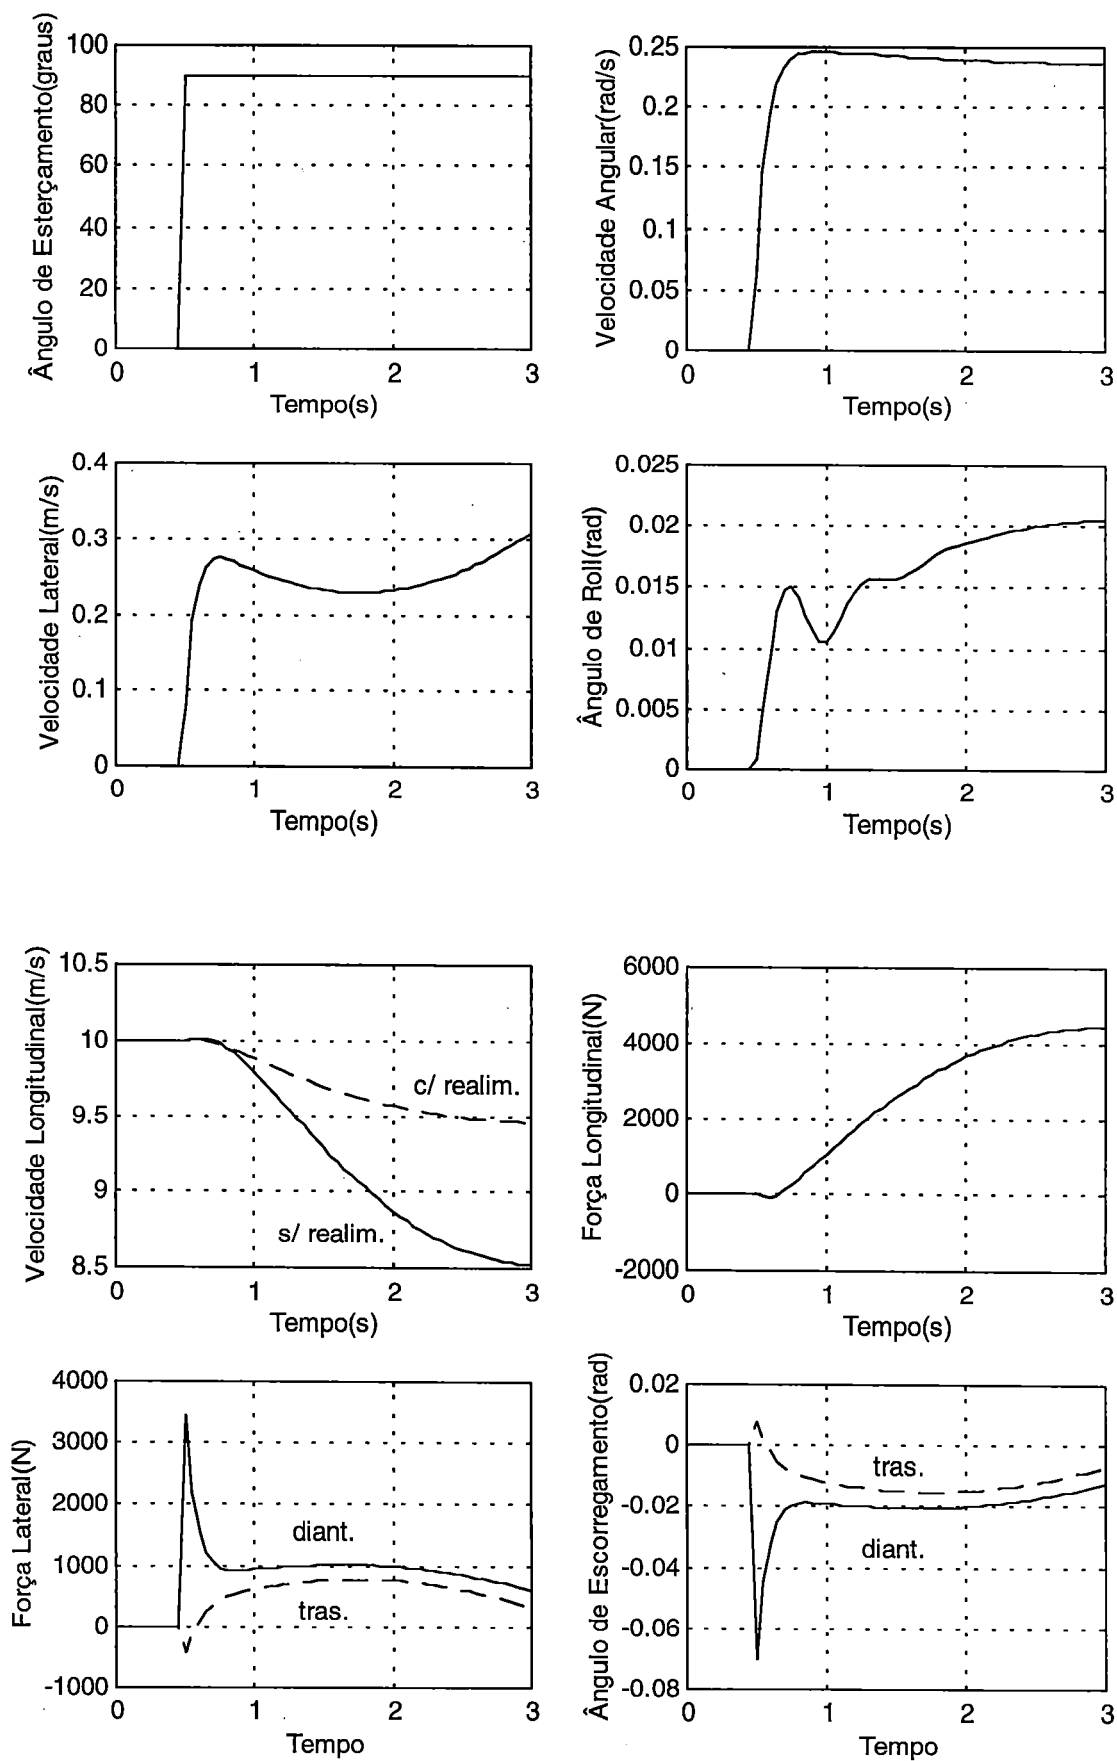 Ângulo de Esterçamento(graus)
100
80
60
40
20
0
0 1 2 3
Tempo(s)
Velocidade Angular(rad/s)
0.25
0.2
0.15
0.1
0.05
0
0 1 2 3
Tempo(s)
Velocidade Lateral(m/s)
0.4
0.3
0.2
0.1
0
0 1 2 3
Tempo(s)
Ângulo de Roll(rad)
0.025
0.02
0.015
0.01
0.005
0
0 1 2 3
Tempo(s)
Velocidade Longitudinal(m/s)
10.5
10
9.5
9
8.5
c/ realim.
s/ realim.
0 1 2 3
Tempo(s)
Força Longitudinal(N)
6000
4000
2000
0
-2000
0 1 2 3
Tempo(s)
Força Lateral(N)
4000
3000
2000
1000
0
-1000
diant.
tras.
0 1 2 3
Tempo
Ângulo de Escorregamento(rad)
0.02
0
-0.02
-0.04
-0.06
-0.08
tras.
diant.
0 1 2 3
Tempo